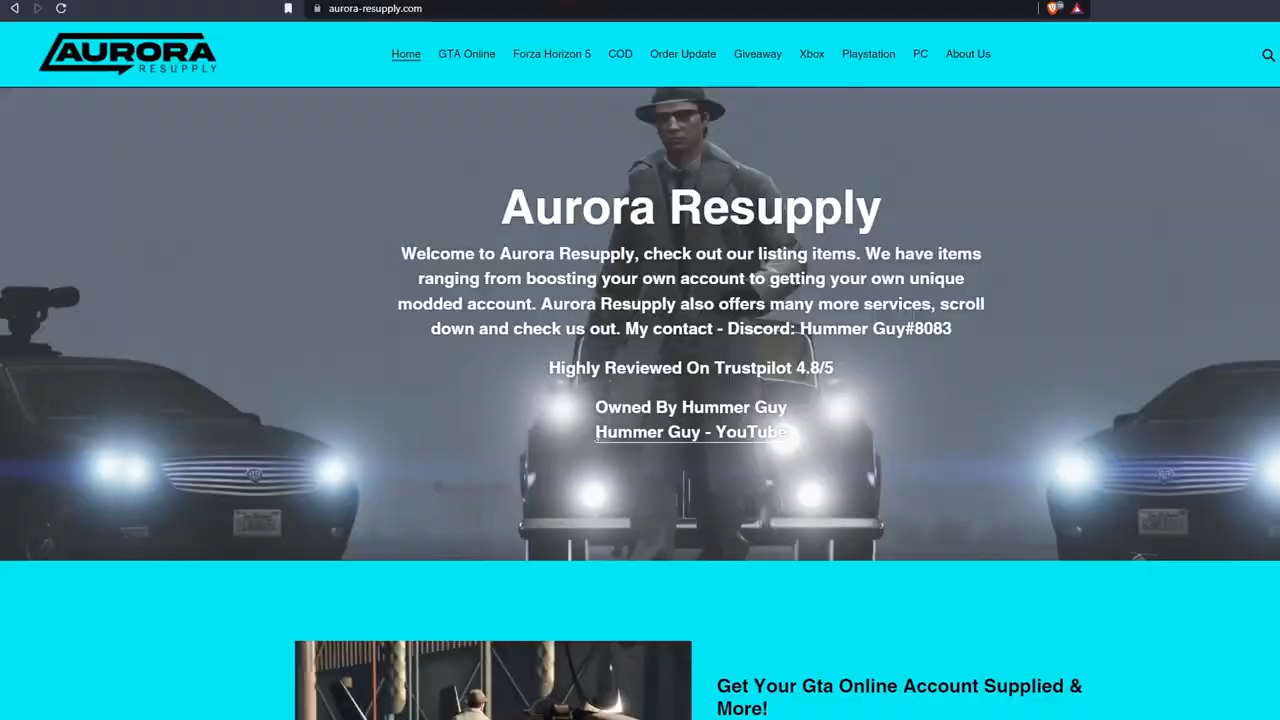 aurora-resupply.com
AURORA
RESUPPLY
Home GTA Online Forza Horizon 5 COD Order Update Giveaway Xbox Playstation PC About Us
Aurora Resupply
Welcome to Aurora Resupply, check out our listing items. We have items
ranging from boosting your own account to getting your own unique
modded account. Aurora Resupply also offers many more services, scroll
down and check us out. My contact - Discord: Hummer Guy#8083
Highly Reviewed On Trustpilot 4.8/5
Owned By Hummer Guy
Hummer Guy - YouTube
Get Your Gta Online Account Supplied &
More!